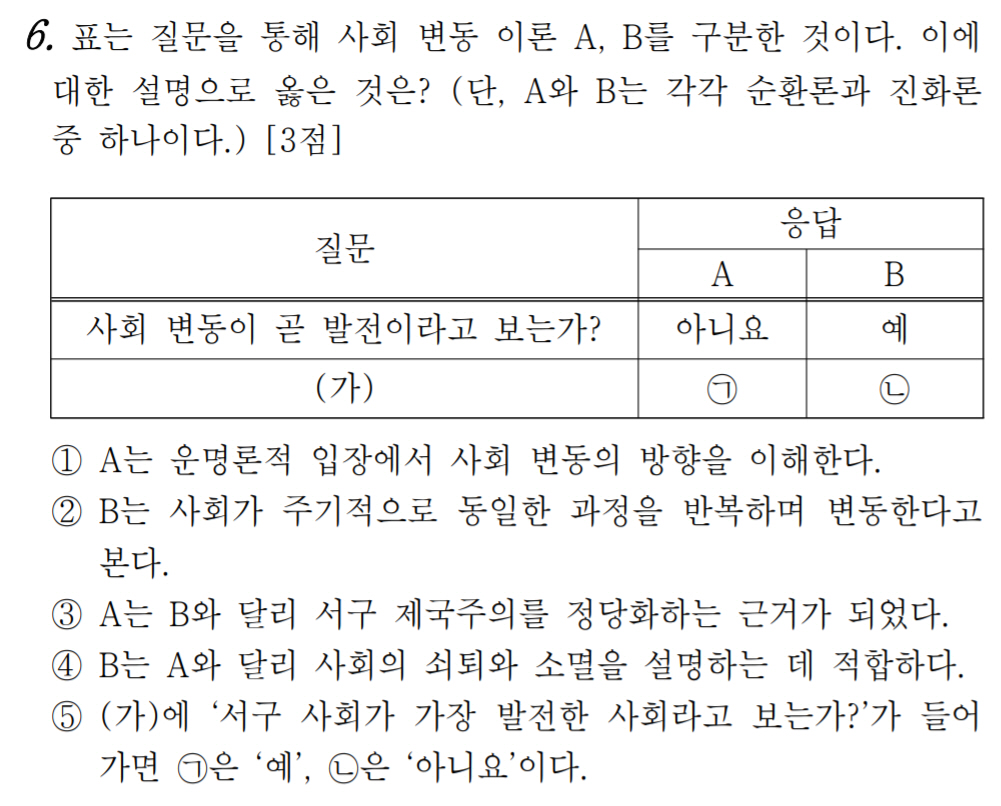 6. 표는 질문을 통해 사회 변동 이론 A, B를 구분한 것이다. 이에
대한 설명으로 옳은 것은? (단, A와 B는 각각 순환론과 진화론
중 하나이다.) [3점]
질문
응답
A B
사회 변동이 곧 발전이라고 보는가? 아니요 예
(가) ㉠ ㉡
① A는 운명론적 입장에서 사회 변동의 방향을 이해한다.
② B는 사회가 주기적으로 동일한 과정을 반복하며 변동한다고
본다.
③ A는 B와 달리 서구 제국주의를 정당화하는 근거가 되었다.
④ B는 A와 달리 사회의 쇠퇴와 소멸을 설명하는 데 적합하다.
⑤ (가)에 ‘서구 사회가 가장 발전한 사회라고 보는가?’가 들어
가면 ㉠은 ‘예’, ㉡은 ‘아니요’이다.